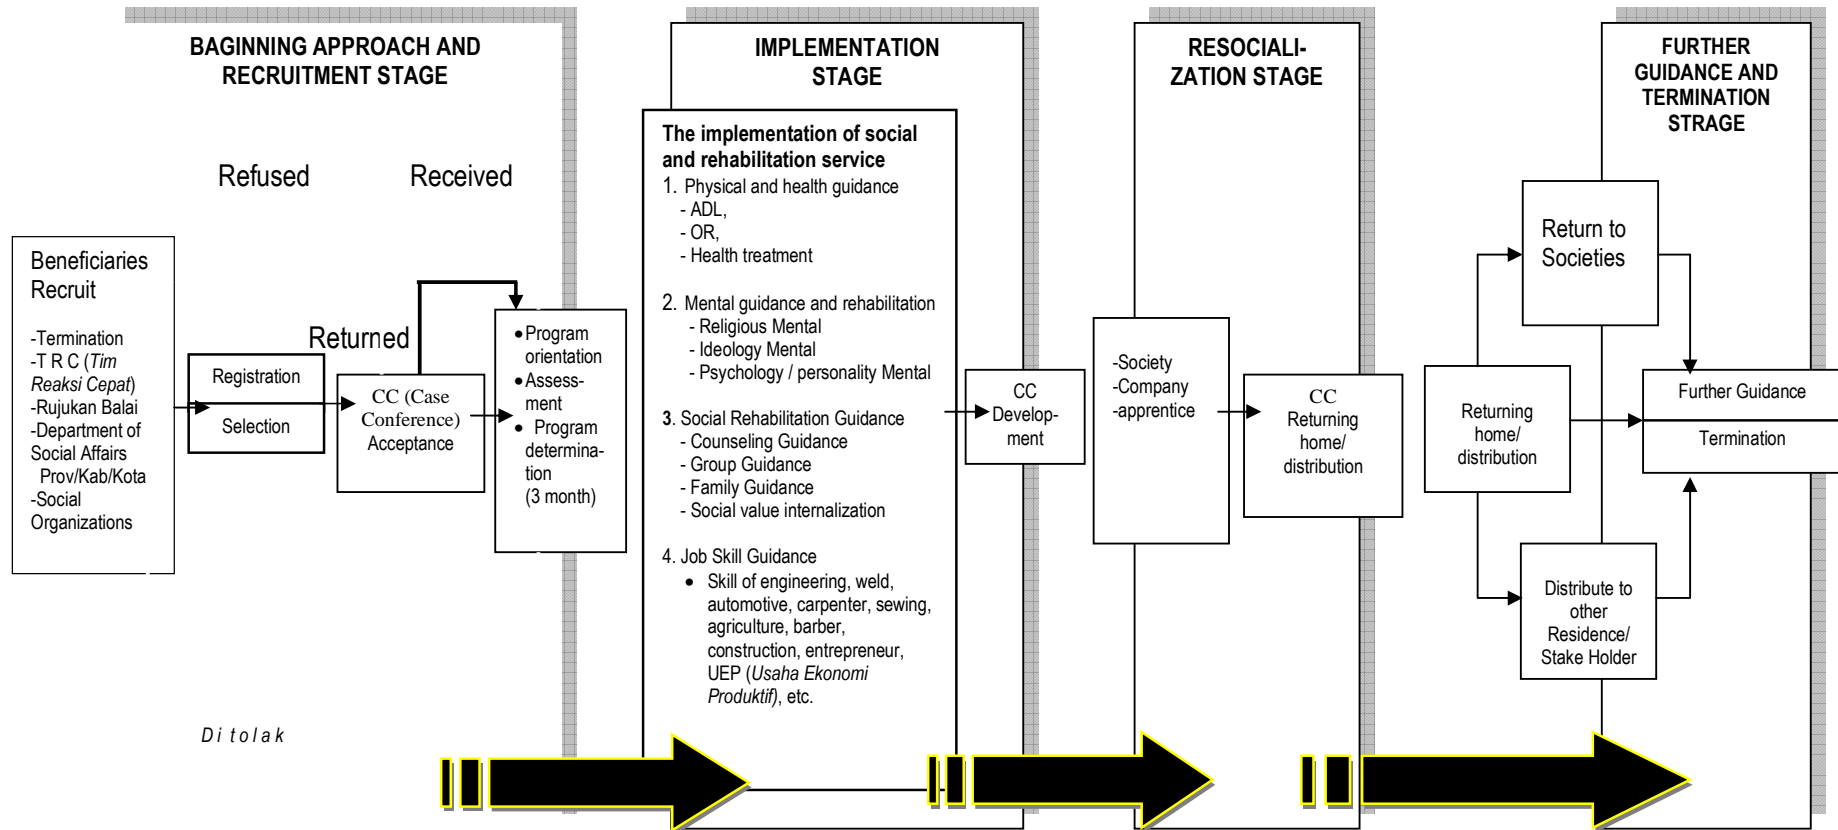 BAGINNING APPROACH AND
RECRUITMENT STAGE
Refused
Received
Beneficiaries
Recruit
-Termination
-T R C (Tim
Reaksi Cepat)
-Rujukan Balai
-Department of
Social Affairs
Prov/Kab/Kota
-Social
Organizations
Registration
Selection
Returned
CC (Case
Conference)
Acceptance
• Program
orientation
• Assess-
ment
• Program
determina-
tion
(3 month)
Di tolak
IMPLEMENTATION
STAGE
The implementation of social
and rehabilitation service
1. Physical and health guidance
- ADL,
- OR,
- Health treatment
2. Mental guidance and rehabilitation
- Religious Mental
- Ideology Mental
- Psychology / personality Mental
3. Social Rehabilitation Guidance
- Counseling Guidance
- Group Guidance
- Family Guidance
- Social value internalization
4. Job Skill Guidance
• Skill of engineering, weld,
automotive, carpenter, sewing,
agriculture, barber,
construction, entrepreneur,
UEP (Usaha Ekonomi
Produktif), etc.
CC
Develop-
ment
RESOCIALI-
ZATION STAGE
-Society
-Company
-apprentice
CC
Returning
home/
distribution
FURTHER
GUIDANCE AND
TERMINATION
STRAGE
Return to
Societies
Returning
home/
distribution
Further Guidance
Termination
Distribute to
other
Residence/
Stake Holder